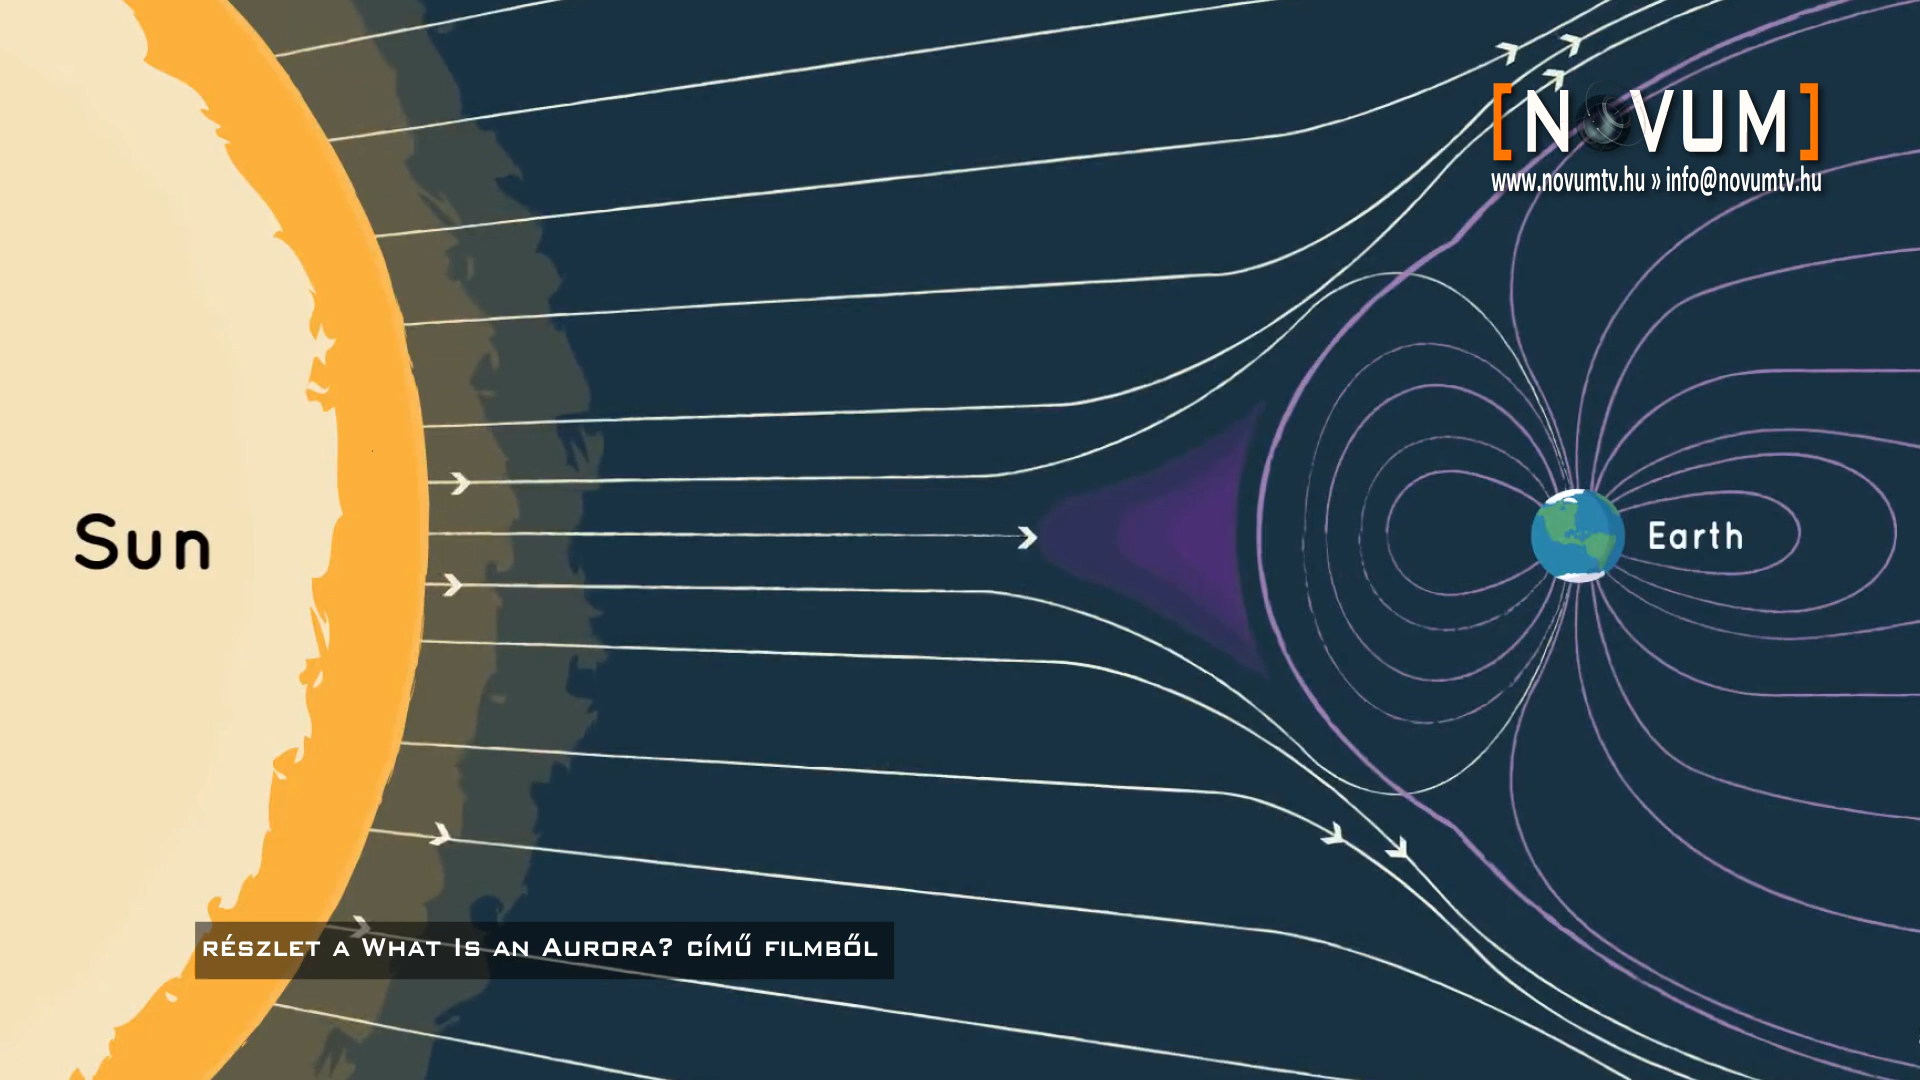 [NOVUM]
www.novumtv.hu » info@novumtv.hu
Sun
Earth
RÉSZLET A WHAT IS AN AURORA? CÍMŰ FILMBŐL